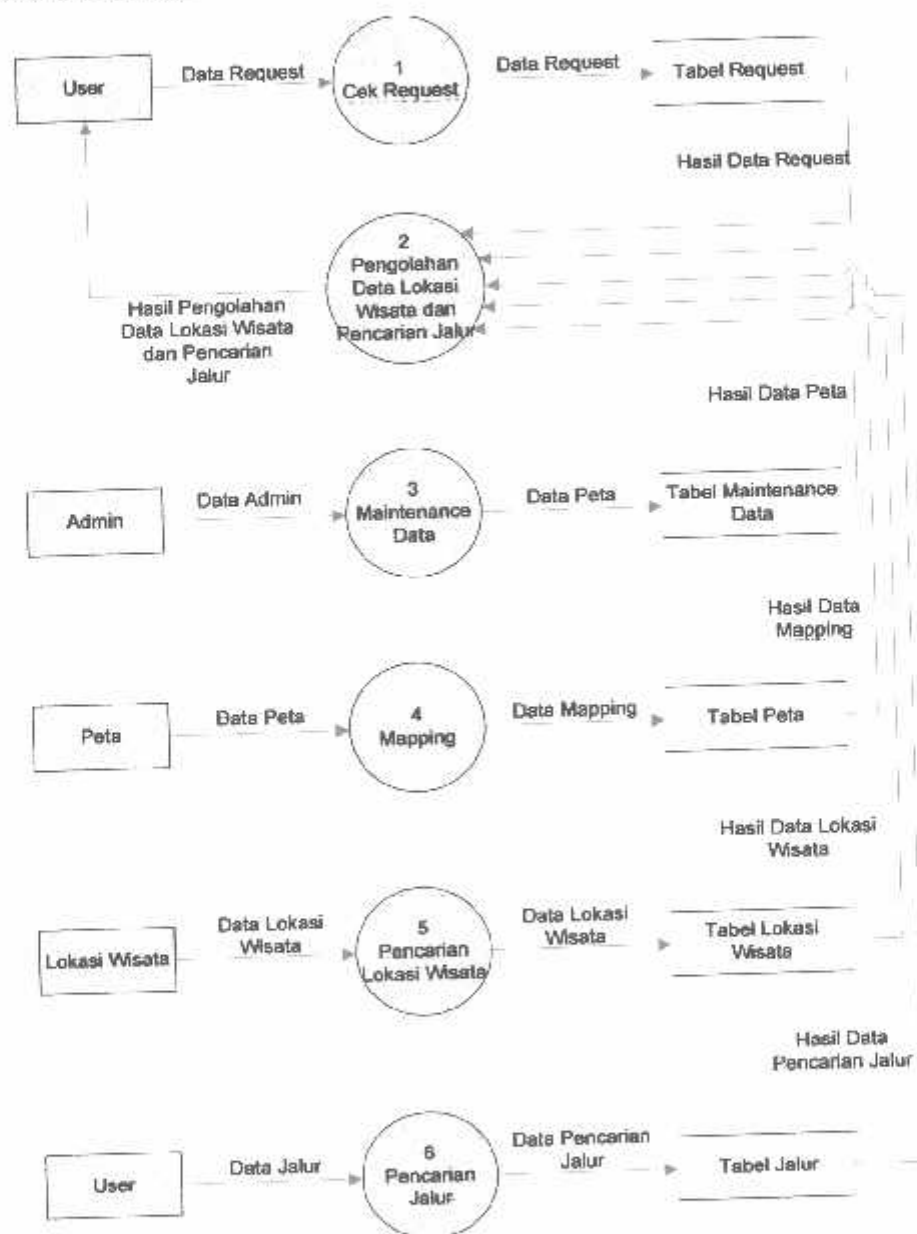 User
Data Request
1
Cek Request
Data Request
Tabel Request
Hasil Data Request
2
Pengolahan
Data Lokasi
Wisata dan
Pencarian Jalur
Hasil Pengolahan
Data Lokasi Wisata
dan Pencarian
Jalur
Hasil Data Peta
Admin
Data Admin
3
Maintenance
Data
Data Peta
Tabel Maintenance
Data
Hasil Data
Mapping
Peta
Data Peta
4
Mapping
Data Mapping
Tabel Peta
Hasil Data Lokasi
Wisata
Lokasi Wisata
Data Lokasi
Wisata
5
Pencarian
Lokasi Wisata
Data Lokasi
Wisata
Tabel Lokasi
Wisata
Hasil Data
Pencarian Jalur
User
Data Jalur
6
Pencarian
Jalur
Data Pencarian
Jalur
Tabel Jalur